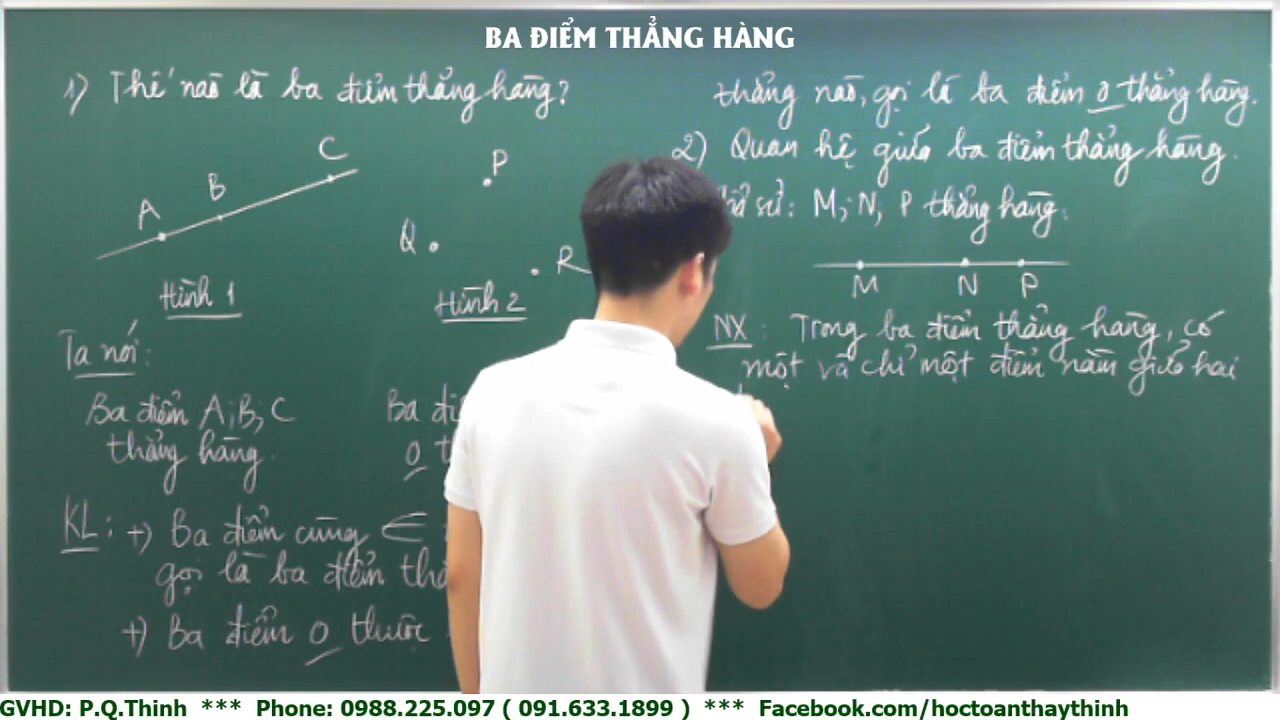 BA ĐIỂM THẲNG HÀNG
1) Thế nào là ba điểm thẳng hàng?
A
B
C
Hình 1
P
Q
R
Hình 2
Ta nói:
Ba điểm A; B; C
thẳng hàng.
Ba
0
KL: +) Ba điểm cùng ∈
gọi là ba điểm
+) Ba điểm 0 thuộc
thẳng nào, gọi là ba điểm 0 thẳng hàng.
2) Quan hệ giữa ba điểm thẳng hàng.
sử: M; N; P thẳng hàng.
M N P
NX: Trong ba điểm thẳng hàng, có
một và chỉ một điểm nằm giữa hai
GVHD: P.Q.Thinh *** Phone: 0988.225.097 ( 091.633.1899 ) *** Facebook.com/hoctoanthaythinh